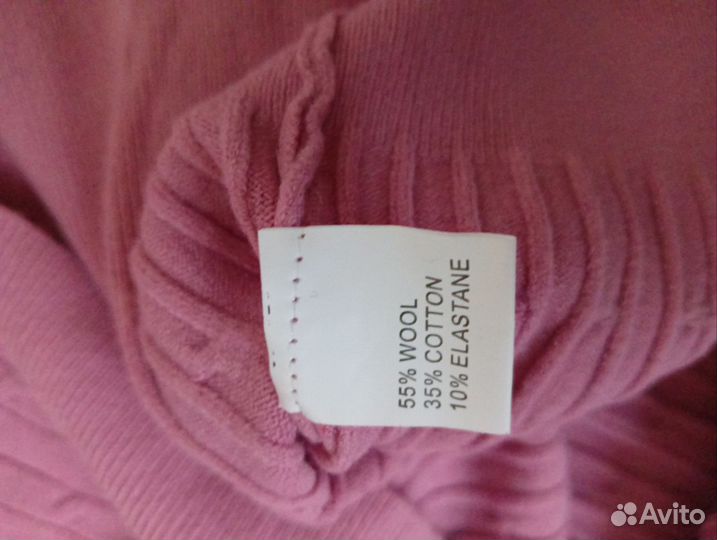 55% WOOL
35% COTTON
10% ELASTANE
Avito